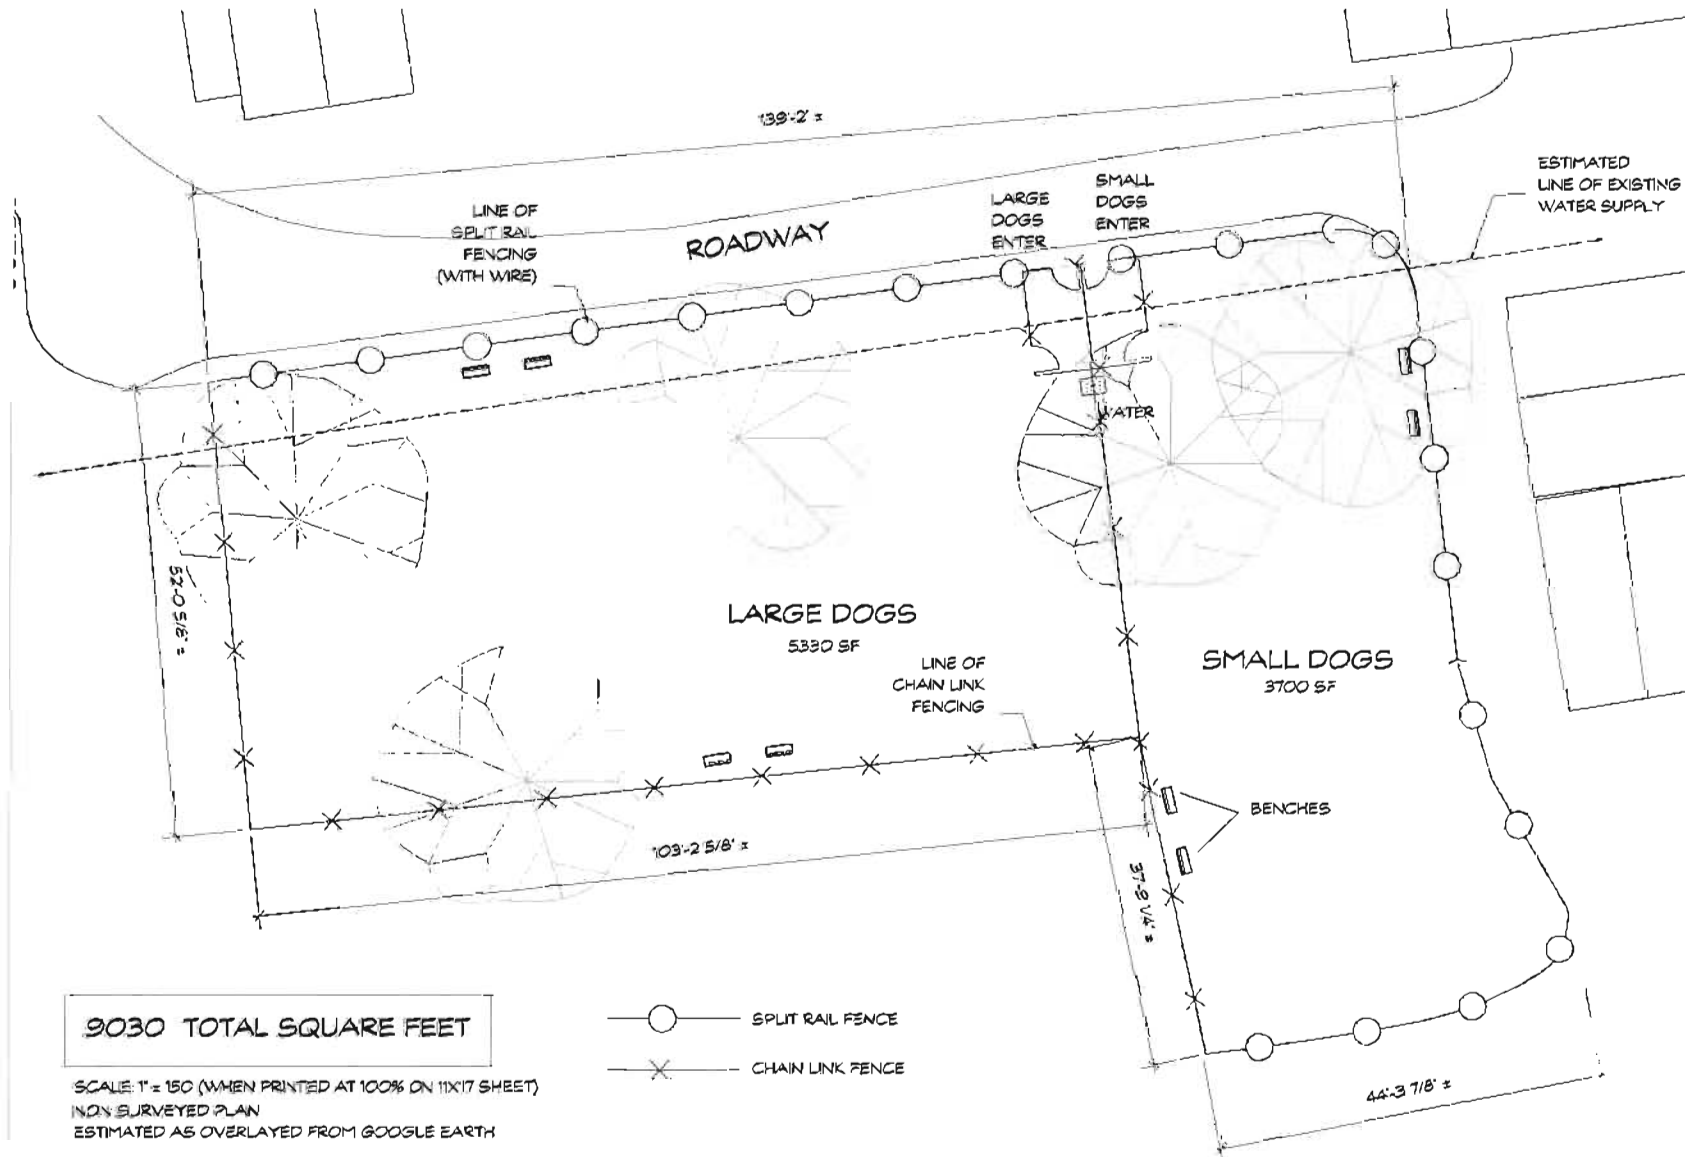 139'-2" ±
ESTIMATED
LINE OF EXISTING
WATER SUPPLY
SMALL
DOGS
ENTER
LARGE
DOGS
ENTER
LINE OF
SPLIT RAIL
FENCING
(WITH WIRE)
ROADWAY
WATER
52'-0 5/8" ±
LARGE DOGS
5330 SF
SMALL DOGS
3700 SF
LINE OF
CHAIN LINK
FENCING
BENCHES
103'-2 5/8" ±
44'-3 7/8" ±
9030 TOTAL SQUARE FEET
SPLIT RAIL FENCE
CHAIN LINK FENCE
SCALE: 1" = 150 (WHEN PRINTED AT 100% ON 11X17 SHEET)
NON SURVEYED PLAN
ESTIMATED AS OVERLAYED FROM GOOGLE EARTH